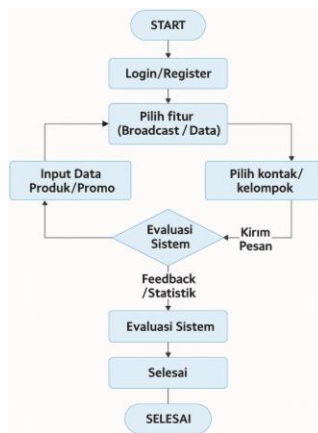 START
Login/Register
Pilih fitur
(Broadcast / Data)
Input Data
Produk/Promo
Pilih kontak/
kelompok
Evaluasi
Sistem
Kirim
Pesan
Feedback
/Statistik
Evaluasi Sistem
Selesai
SELESAI